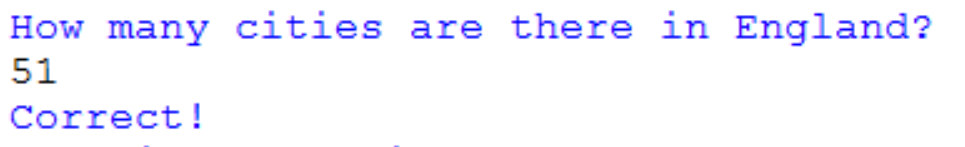 How many cities are there in England?
51
Correct!